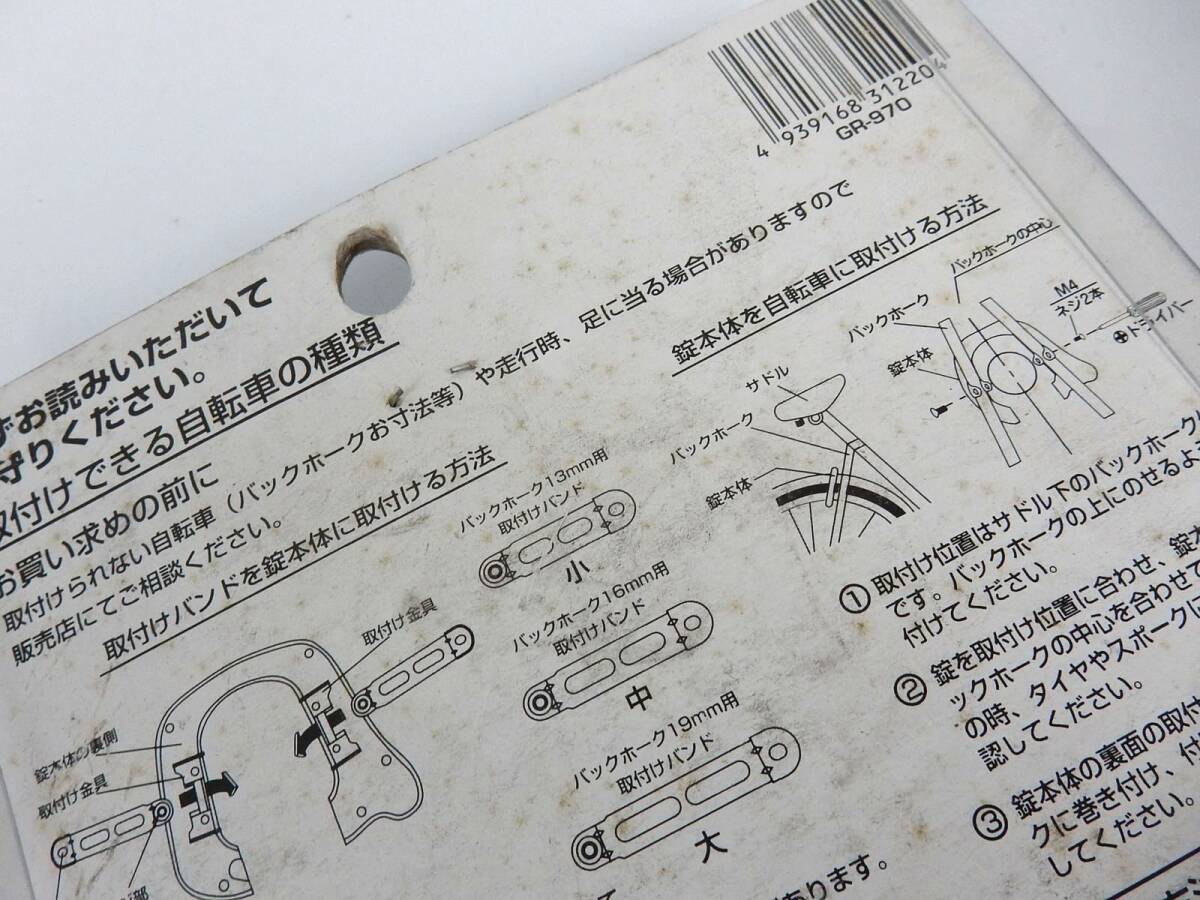 4 939168 312204
GR-970
ずお読みいただいて
守りください。
取付けできる自転車の種類
お買い求めの前に
取付けられない自転車（バックホークお寸法等）や走行時、足に当る場合がありますので
販売店にてご相談ください。
取付けバンドを錠本体に取付ける方法
取付け金具
錠本体の裏側
取付け金具
部
バックホーク13mm用
取付けバンド
小
バックホーク16mm用
取付けバンド
中
バックホーク19mm用
取付けバンド
大
錠本体を自転車に取付ける方法
サドル
バックホーク
錠本体
バックホークの中心
バックホーク
錠本体
M4
ネジ2本
ドライバー
① 取付け位置はサドル下のバックホーク
です。バックホークの上にのせるよ
付けてください。
② 錠を取付け位置に合わせ、錠
ックホークの中心を合わせて
の時、タイヤやスポーク
認してください。
③ 錠本体の裏面の取付
クに巻き付け、付
してください。
て
があります。